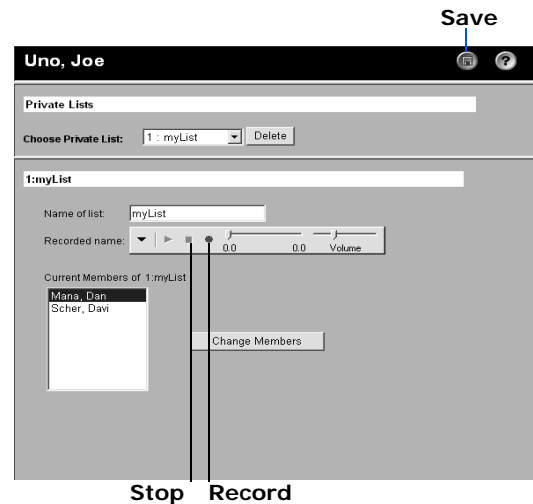 Save
Uno, Joe
?
Private Lists
Choose Private List: 1 : myList Delete
1:myList
Name of list: myList
Recorded name: 0.0 0.0 Volume
Current Members of 1:myList
Mana, Dan
Scher, Davi
Change Members
Stop Record